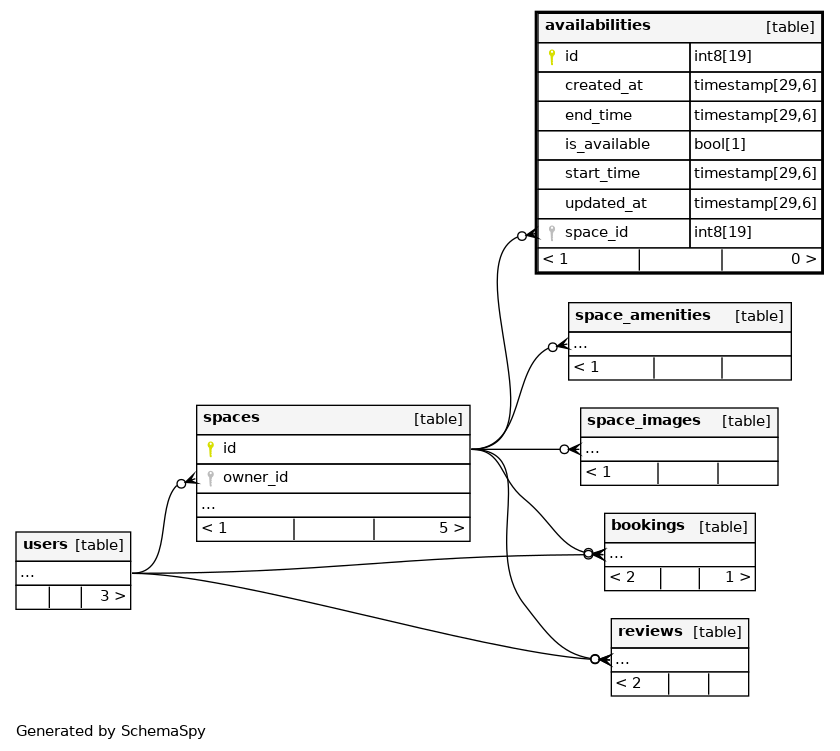 availabilities [table]
id int8[19]
created_at timestamp[29,6]
end_time timestamp[29,6]
is_available bool[1]
start_time timestamp[29,6]
updated_at timestamp[29,6]
space_id int8[19]
< 1 0 >
space_amenities [table]
...
< 1
spaces [table]
id
owner_id
...
< 1 5 >
space_images [table]
...
< 1
users [table]
...
3 >
bookings [table]
...
< 2 1 >
reviews [table]
...
< 2
Generated by SchemaSpy